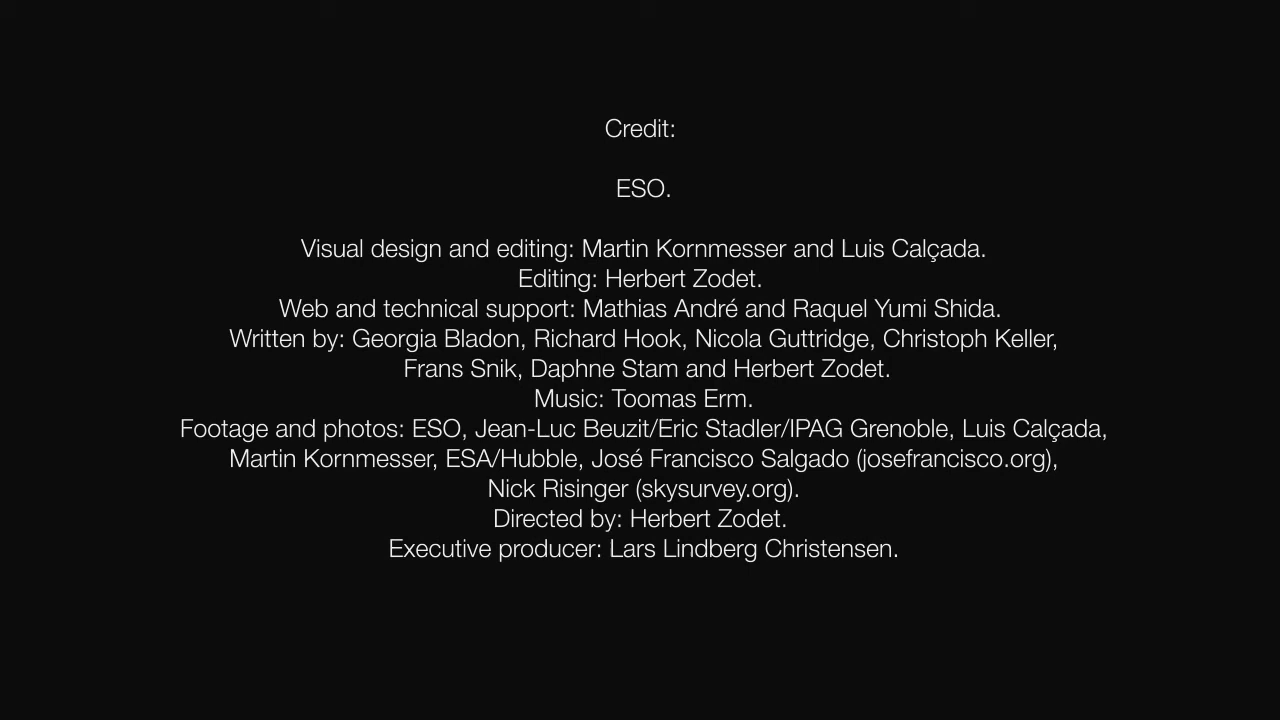 Credit:
ESO.
Visual design and editing: Martin Kornmesser and Luis Calçada.
Editing: Herbert Zodet.
Web and technical support: Mathias André and Raquel Yumi Shida.
Written by: Georgia Bladon, Richard Hook, Nicola Guttridge, Christoph Keller,
Frans Snik, Daphne Stam and Herbert Zodet.
Music: Toomas Erm.
Footage and photos: ESO, Jean-Luc Beuzit/Eric Stadler/IPAG Grenoble, Luis Calçada,
Martin Kornmesser, ESA/Hubble, José Francisco Salgado (josefrancisco.org),
Nick Risinger (skysurvey.org).
Directed by: Herbert Zodet.
Executive producer: Lars Lindberg Christensen.